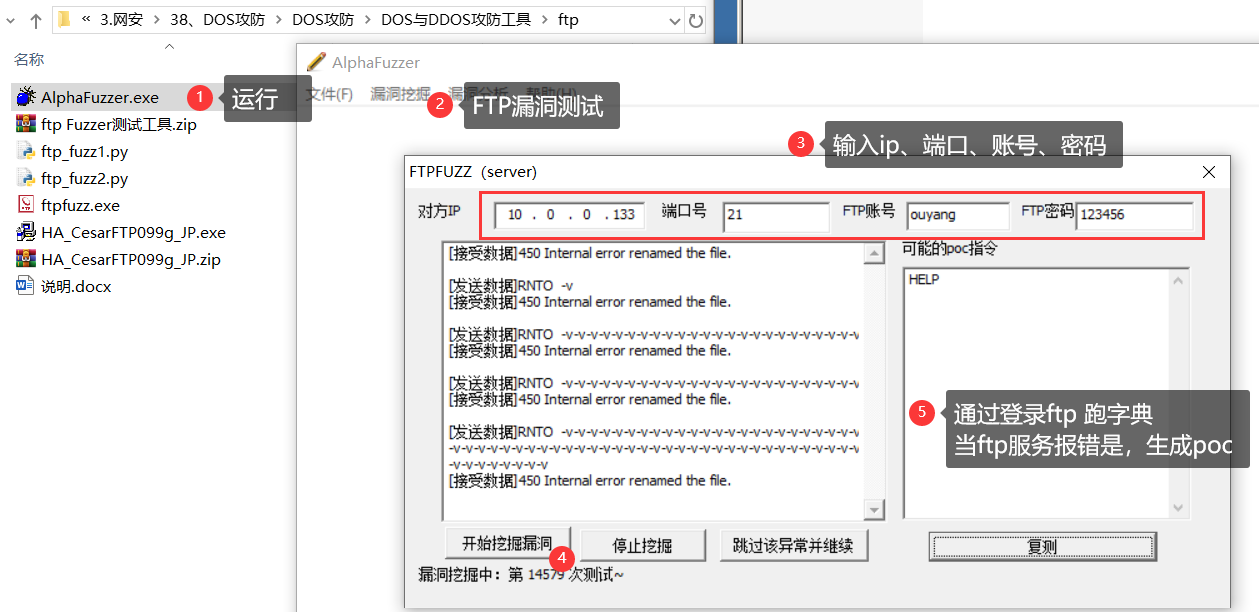 « 3.网安 > 38、DOS攻防 > DOS攻防 > DOS与DDOS攻防工具 > ftp
名称
AlphaFuzzer.exe
ftp Fuzzer测试工具.zip
ftp_fuzz1.py
ftp_fuzz2.py
ftpfuzz.exe
HA_CesarFTP099g_JP.exe
HA_CesarFTP099g_JP.zip
说明.docx
1 运行
AlphaFuzzer
文件(F) 漏洞挖掘 漏洞分析 帮助(H)
2 FTP漏洞测试
3 输入ip、端口、账号、密码
FTPFUZZ（server）
对方IP 10 . 0 . 0 . 133 端口号 21 FTP账号 ouyang FTP密码 123456
[接受数据]450 Internal error renamed the file.
[发送数据]RNTO -v
[接受数据]450 Internal error renamed the file.
[发送数据]RNTO -v-v-v-v-v-v-v-v-v-v-v-v-v-v-v-v-v-v-v-v-v-v-v-v
[接受数据]450 Internal error renamed the file.
[发送数据]RNTO -v-v-v-v-v-v-v-v-v-v-v-v-v-v-v-v-v-v-v-v-v-v-v-v
[接受数据]450 Internal error renamed the file.
[发送数据]RNTO -v-v-v-v-v-v-v-v-v-v-v-v-v-v-v-v-v-v-v-v-v-v-v-v
-v-v-v-v-v-v-v-v-v-v-v-v-v-v-v-v-v-v-v-v-v-v-v-v-v-v-v-v-v-v-v-v-v
-v-v-v-v-v-v-v-v
[接受数据]450 Internal error renamed the file.
可能的poc指令
HELP
5 通过登录ftp 跑字典
当ftp服务报错是，生成poc
开始挖掘漏洞 4 停止挖掘 跳过该异常并继续 复测
漏洞挖掘中：第 14579 次测试~